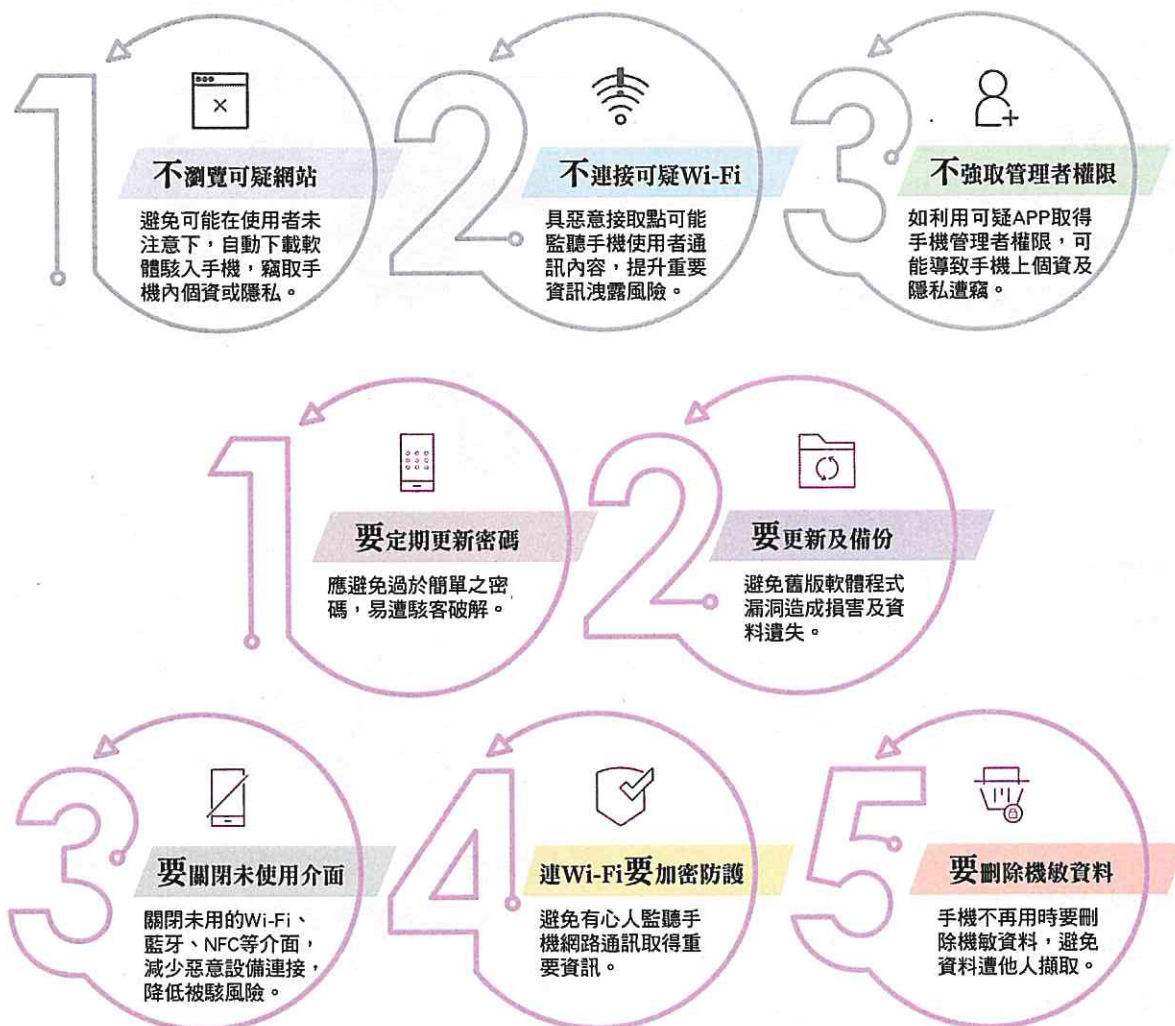 1
不瀏覽可疑網站
避免可能在使用者未
注意下，自動下載軟
體駭入手機，竊取手
機內個資或隱私。
2
不連接可疑Wi-Fi
具惡意接取點可能
監聽手機使用者通
訊內容，提升重要
資訊洩露風險。
3
不強取管理者權限
如利用可疑APP取得
手機管理者權限，可
能導致手機上個資及
隱私遭竊。
1
要定期更新密碼
應避免過於簡單之密
碼，易遭駭客破解。
2
要更新及備份
避免舊版軟體程式
漏洞造成損害及資
料遺失。
3
要關閉未使用介面
關閉未用的Wi-Fi、
藍牙、NFC等介面，
減少惡意設備連接，
降低被駭風險。
4
連Wi-Fi要加密防護
避免有心人監聽手
機網路通訊取得重
要資訊。
5
要刪除機敏資料
手機不再用時要刪
除機敏資料，避免
資料遭他人擷取。